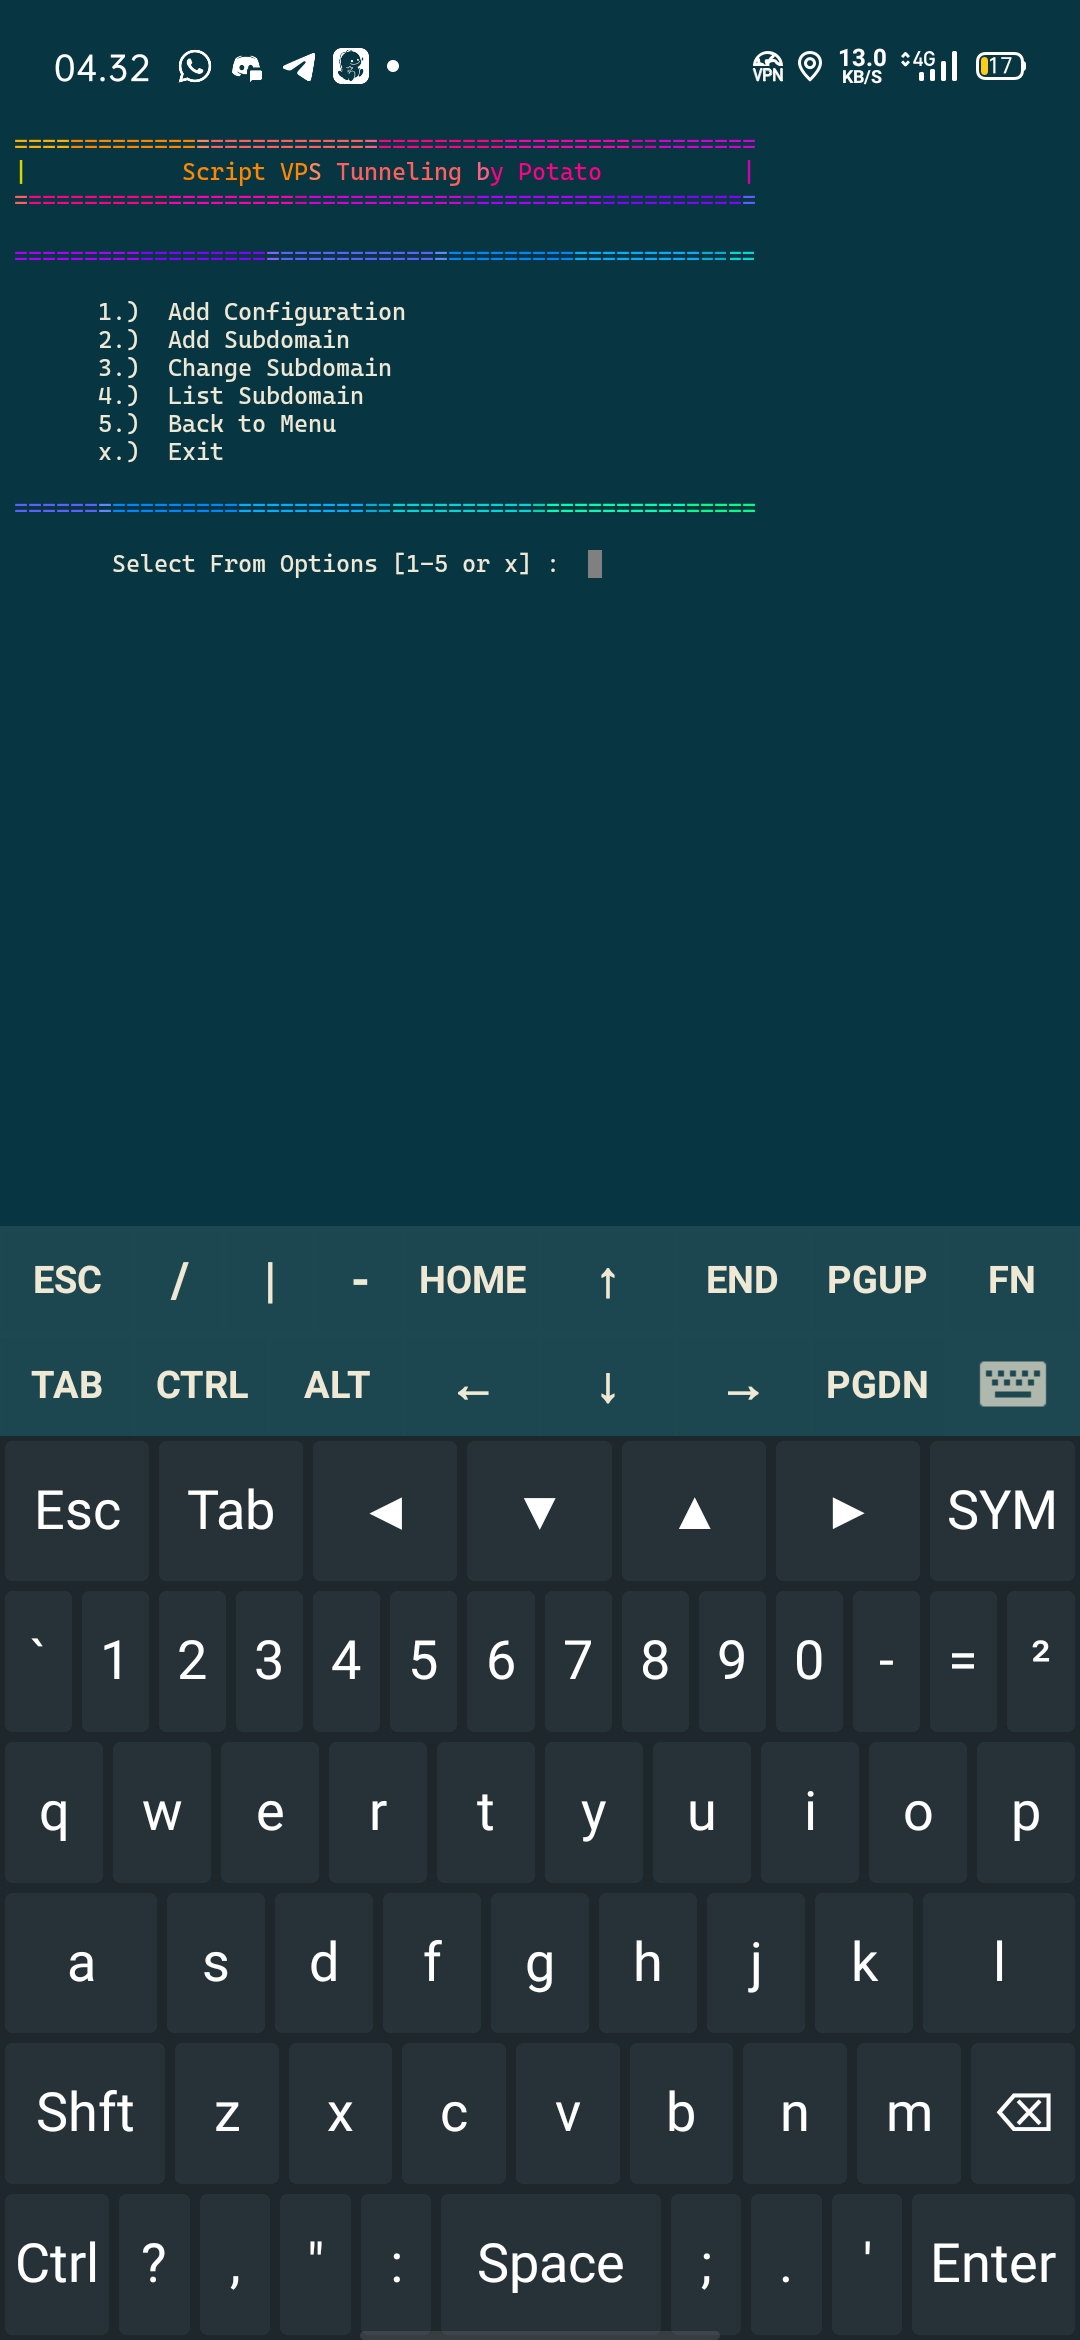 04.32 VPN 13.0 KB/S 4G 17
=====================================================
| Script VPS Tunneling by Potato |
=====================================================
=====================================================
1.) Add Configuration
2.) Add Subdomain
3.) Change Subdomain
4.) List Subdomain
5.) Back to Menu
x.) Exit
=====================================================
Select From Options [1-5 or x] :
ESC / | - HOME ↑ END PGUP FN
TAB CTRL ALT ← ↓ → PGDN
Esc Tab ◀ ▼ ▲ ▶ SYM
` 1 2 3 4 5 6 7 8 9 0 - = ²
q w e r t y u i o p
a s d f g h j k l
Shft z x c v b n m ⌫
Ctrl ? , " : Space ; . ' Enter